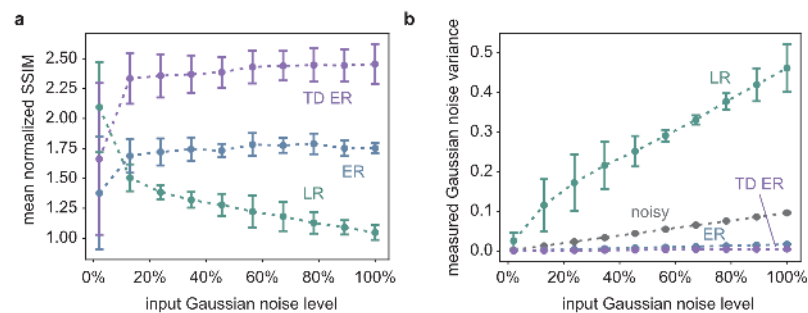 a
mean normalized SSIM
2.50
2.25
2.00
1.75
1.50
1.25
1.00
TD ER
ER
LR
0%
20%
40%
60%
80%
100%
input Gaussian noise level
b
measured Gaussian noise variance
0.5
0.4
0.3
0.2
0.1
0.0
LR
TD ER
noisy
ER
0%
20%
40%
60%
80%
100%
input Gaussian noise level